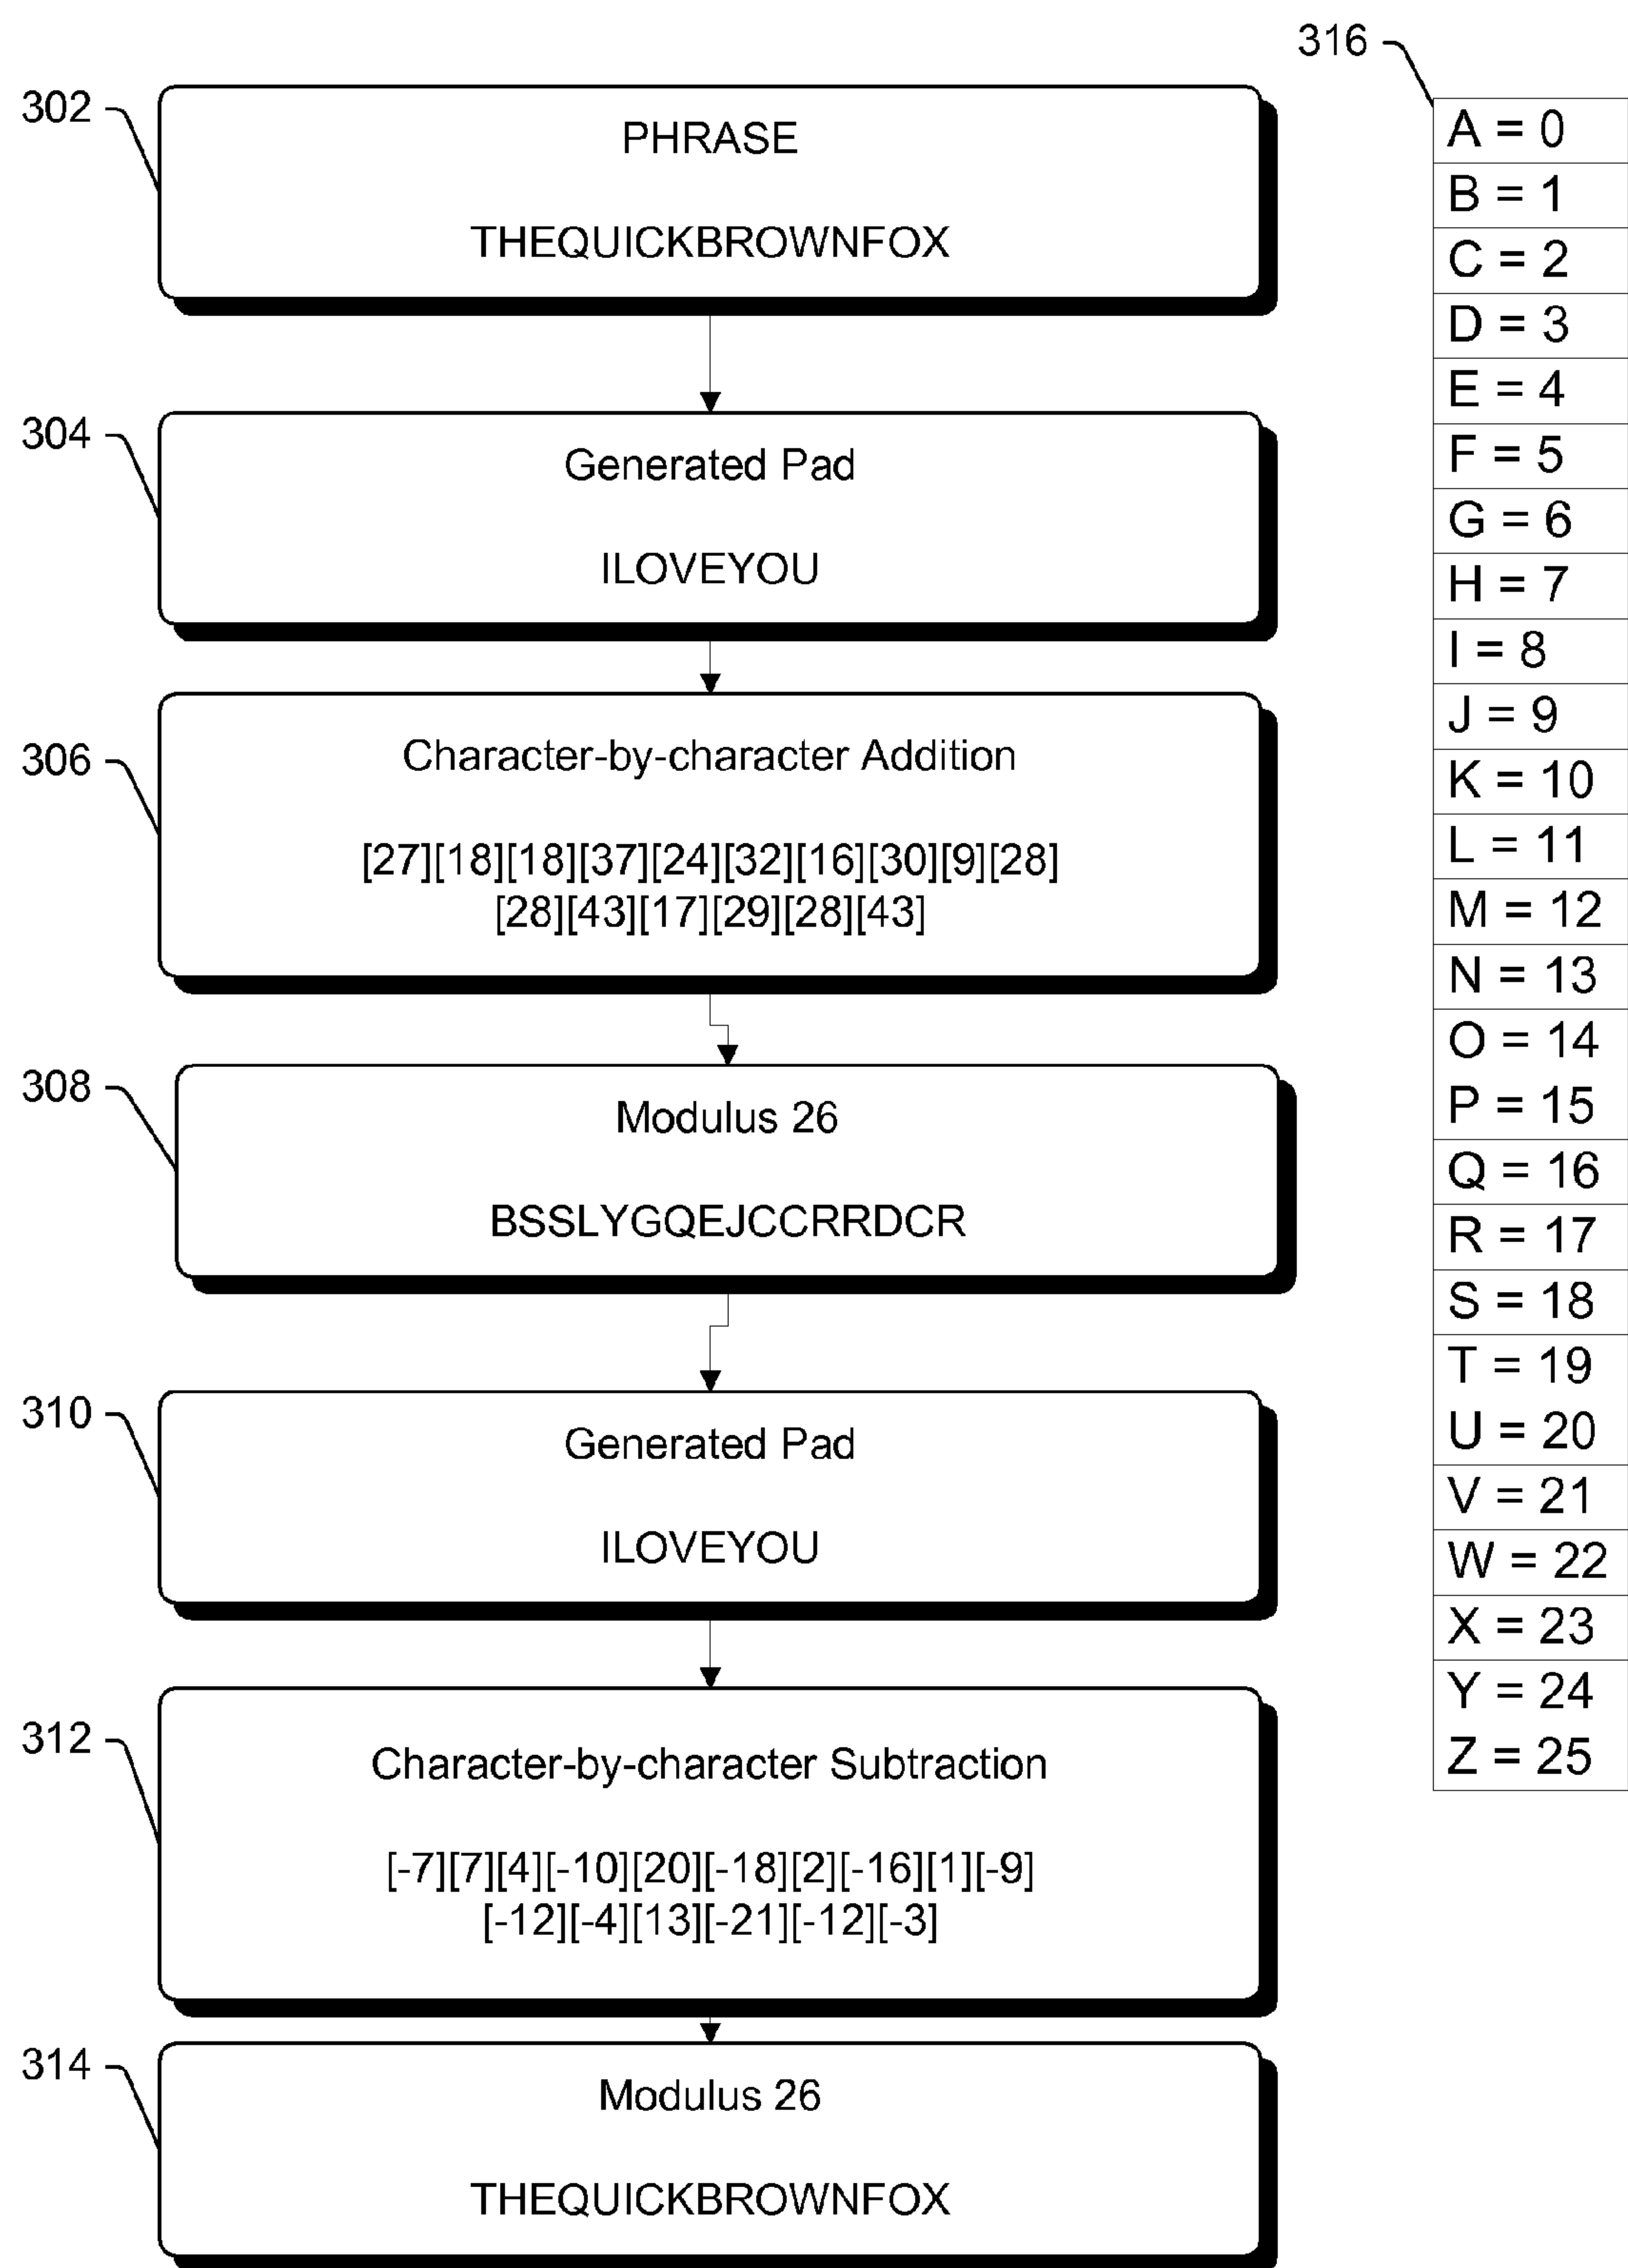 316
302
PHRASE
THEQUICKBROWNFOX
304
Generated Pad
ILOVEYOU
306
Character-by-character Addition
[27][18][18][37][24][32][16][30][9][28]
[28][43][17][29][28][43]
308
Modulus 26
BSSLYGQEJCCRRDCR
310
Generated Pad
ILOVEYOU
312
Character-by-character Subtraction
[-7][7][4][-10][20][-18][2][-16][1][-9]
[-12][-4][13][-21][-12][-3]
314
Modulus 26
THEQUICKBROWNFOX
A = 0
B = 1
C = 2
D = 3
E = 4
F = 5
G = 6
H = 7
I = 8
J = 9
K = 10
L = 11
M = 12
N = 13
O = 14
P = 15
Q = 16
R = 17
S = 18
T = 19
U = 20
V = 21
W = 22
X = 23
Y = 24
Z = 25